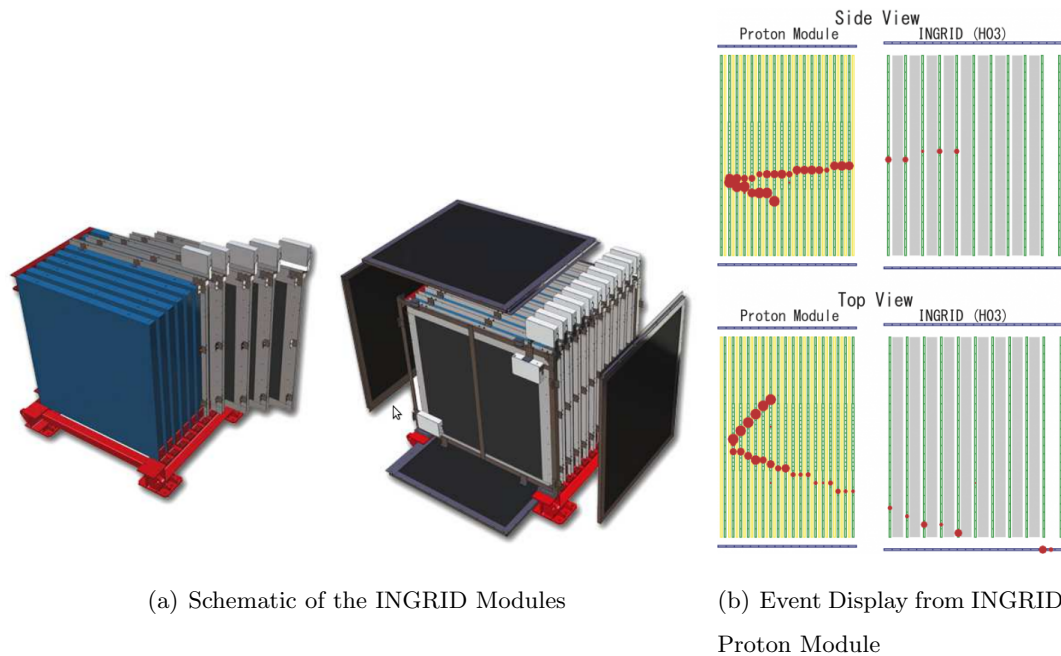 Side View
Proton Module
INGRID (H03)
Top View
Proton Module
INGRID (H03)
(a) Schematic of the INGRID Modules
(b) Event Display from INGRID
Proton Module